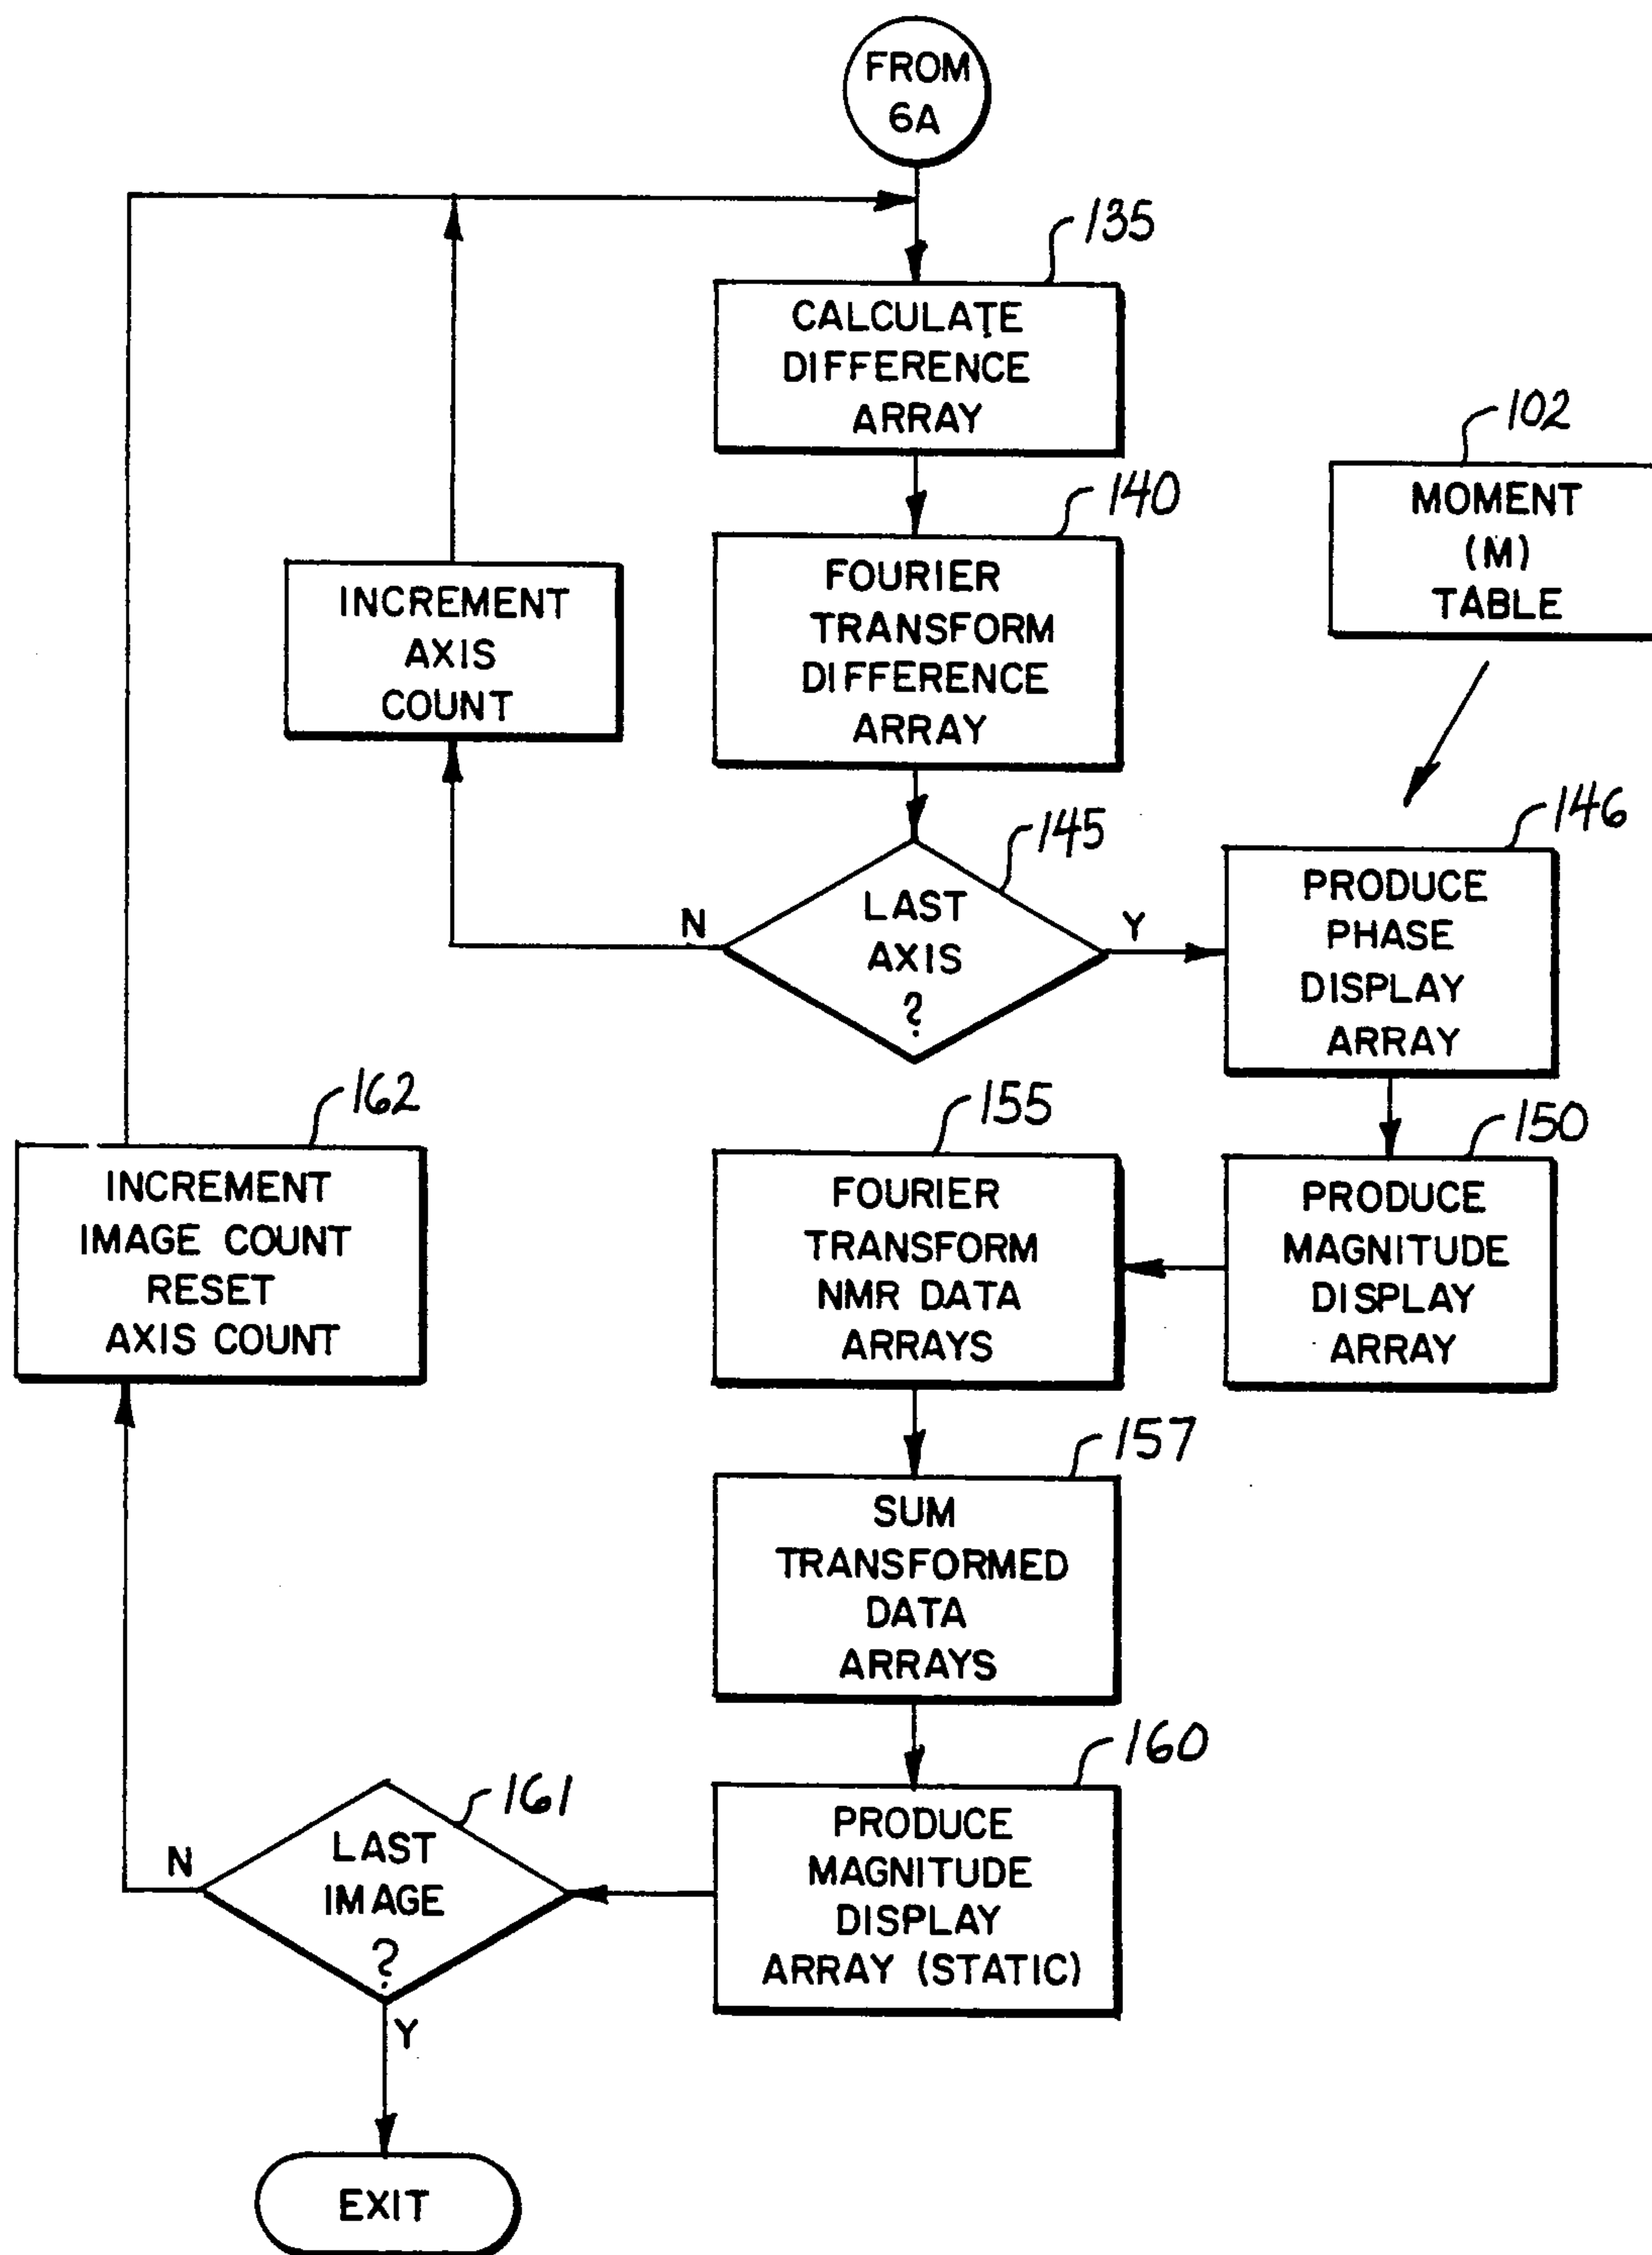 FROM
6A
135
CALCULATE
DIFFERENCE
ARRAY
102
MOMENT
(M)
TABLE
140
FOURIER
TRANSFORM
DIFFERENCE
ARRAY
INCREMENT
AXIS
COUNT
145
LAST
AXIS
?
N
Y
146
PRODUCE
PHASE
DISPLAY
ARRAY
150
PRODUCE
MAGNITUDE
DISPLAY
ARRAY
155
FOURIER
TRANSFORM
NMR DATA
ARRAYS
162
INCREMENT
IMAGE COUNT
RESET
AXIS COUNT
157
SUM
TRANSFORMED
DATA
ARRAYS
160
PRODUCE
MAGNITUDE
DISPLAY
ARRAY (STATIC)
161
LAST
IMAGE
?
N
Y
EXIT